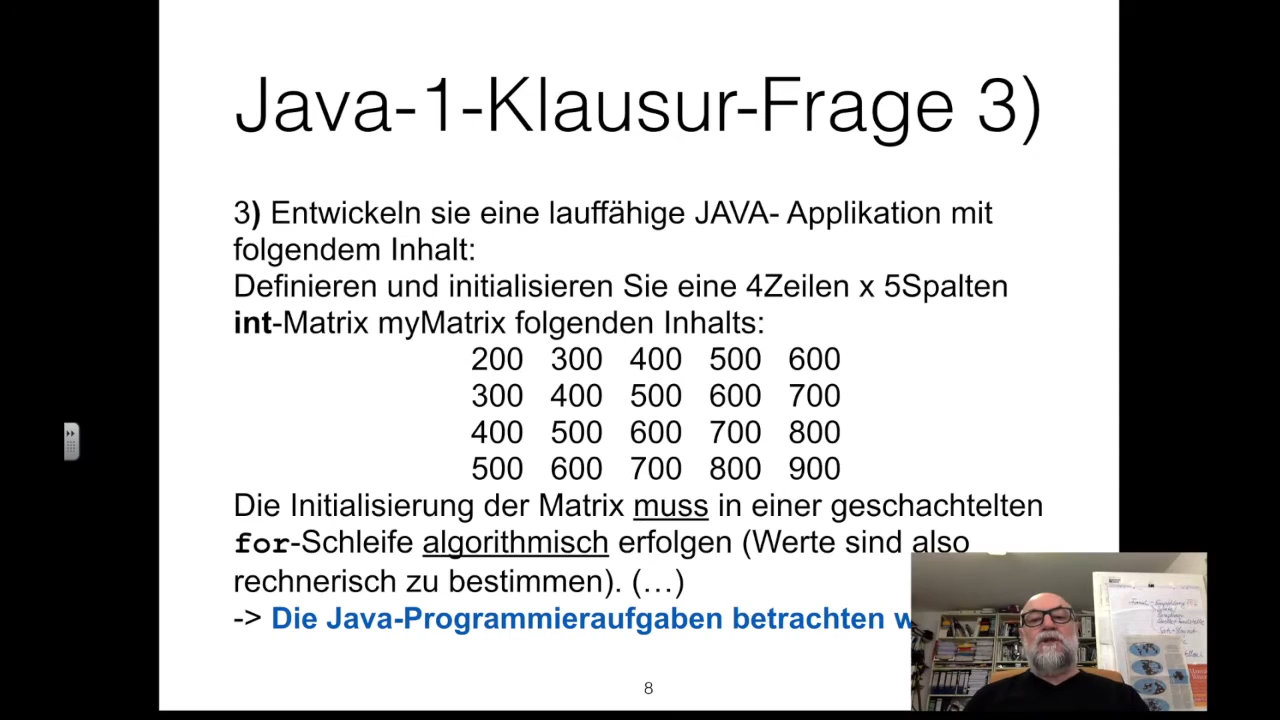 Java-1-Klausur-Frage 3)
3) Entwickeln sie eine lauffähige JAVA- Applikation mit
folgendem Inhalt:
Definieren und initialisieren Sie eine 4Zeilen x 5Spalten
int-Matrix myMatrix folgenden Inhalts:
200 300 400 500 600
300 400 500 600 700
400 500 600 700 800
500 600 700 800 900
Die Initialisierung der Matrix muss in einer geschachtelten
for-Schleife algorithmisch erfolgen (Werte sind also
rechnerisch zu bestimmen). (…)
-> Die Java-Programmieraufgaben betrachten w
8